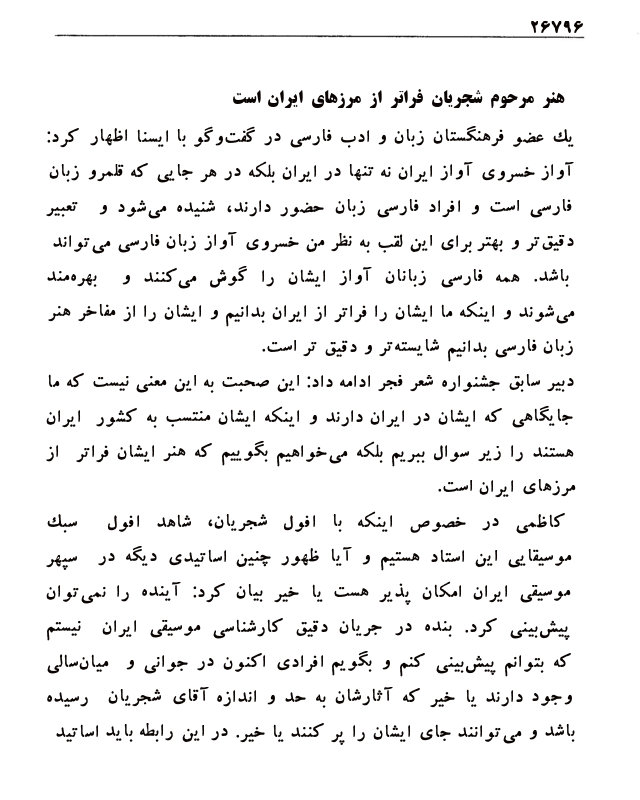 ۲۶۷۹۶
هنر مرحوم شجریان فراتر از مرزهای ایران است
یك عضو فرهنگستان زبان و ادب فارسی در گفت‌وگو با ایسنا اظهار کرد:
آواز خسروی آواز ایران نه تنها در ایران بلکه در هر جایی که قلمرو زبان
فارسی است و افراد فارسی زبان حضور دارند، شنیده می‌شود و تعبیر
دقیق‌تر و بهتر برای این لقب به نظر من خسروی آواز زبان فارسی می‌تواند
باشد. همه فارسی زبانان آواز ایشان را گوش می‌کنند و بهره‌مند
می‌شوند و اینکه ما ایشان را فراتر از ایران بدانیم و ایشان را از مفاخر هنر
زبان فارسی بدانیم شایسته‌تر و دقیق تر است.
دبیر سابق جشنواره شعر فجر ادامه داد: این صحبت به این معنی نیست که ما
جایگاهی که ایشان در ایران دارند و اینکه ایشان منتسب به کشور ایران
هستند را زیر سوال ببریم بلکه می‌خواهیم بگوییم که هنر ایشان فراتر از
مرزهای ایران است.
کاظمی در خصوص اینکه با افول شجریان، شاهد افول سبك
موسیقایی این استاد هستیم و آیا ظهور چنین اساتیدی دیگه در سپهر
موسیقی ایران امکان پذیر هست یا خیر بیان کرد: آینده را نمی‌توان
پیش‌بینی کرد. بنده در جریان دقیق کارشناسی موسیقی ایران نیستم
که بتوانم پیش‌بینی کنم و بگویم افرادی اکنون در جوانی و میان‌سالی
وجود دارند یا خیر که آثارشان به حد و اندازه آقای شجریان رسیده
باشد و می‌توانند جای ایشان را پر کنند یا خیر. در این رابطه باید اساتید